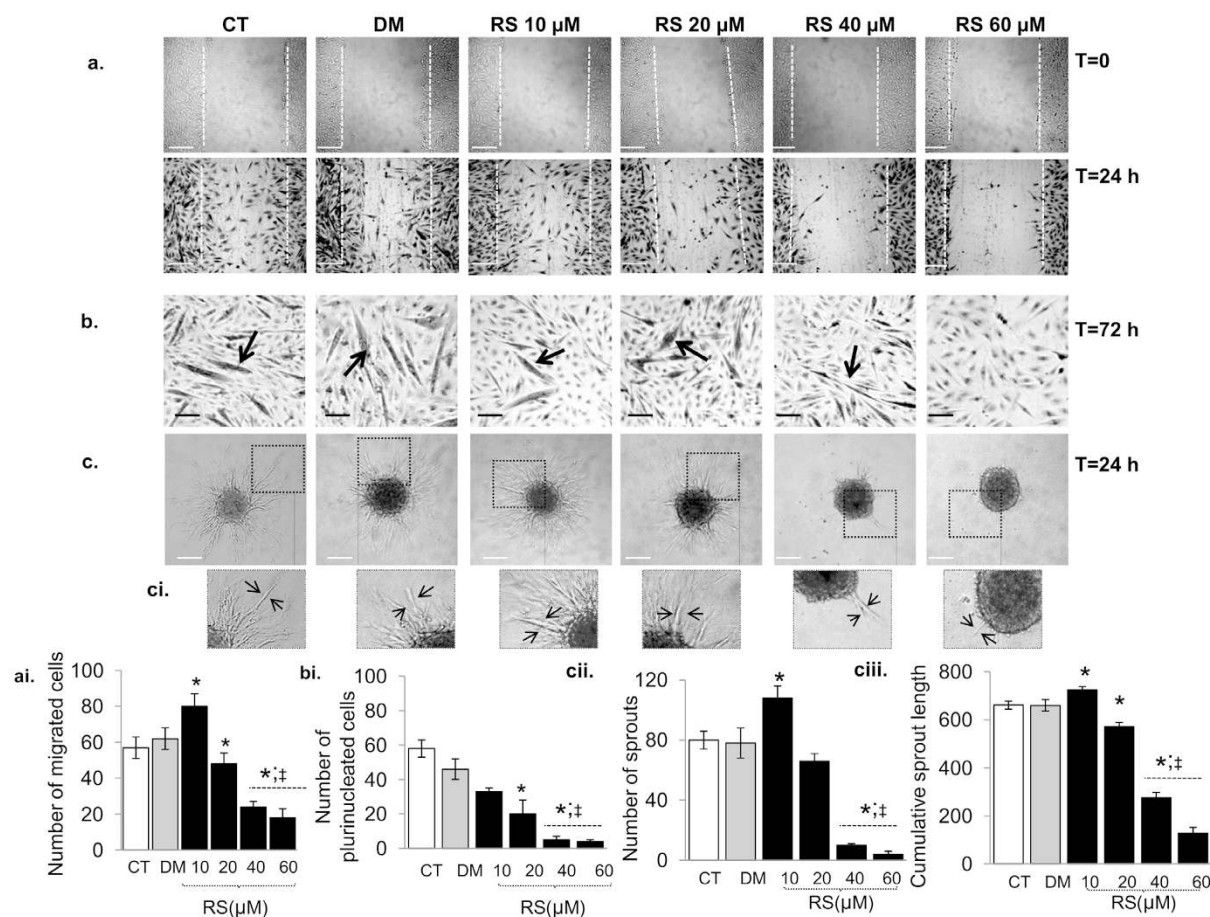 CT DM RS 10 µM RS 20 µM RS 40 µM RS 60 µM
a.
T=0
T=24 h
b.
T=72 h
c.
T=24 h
ci.
ai.
Number of migrated cells
100
80
60
40
20
0
*
*
*;‡
CT DM 10 20 40 60
RS(µM)
bi.
Number of
plurinucleated cells
80
60
40
20
0
*
*;‡
CT DM 10 20 40 60
RS(µM)
cii.
Number of sprouts
120
80
40
0
*
*;‡
CT DM 10 20 40 60
RS(µM)
ciii.
Cumulative sprout length
800
600
400
200
0
*
*
*;‡
CT DM 10 20 40 60
RS(µM)